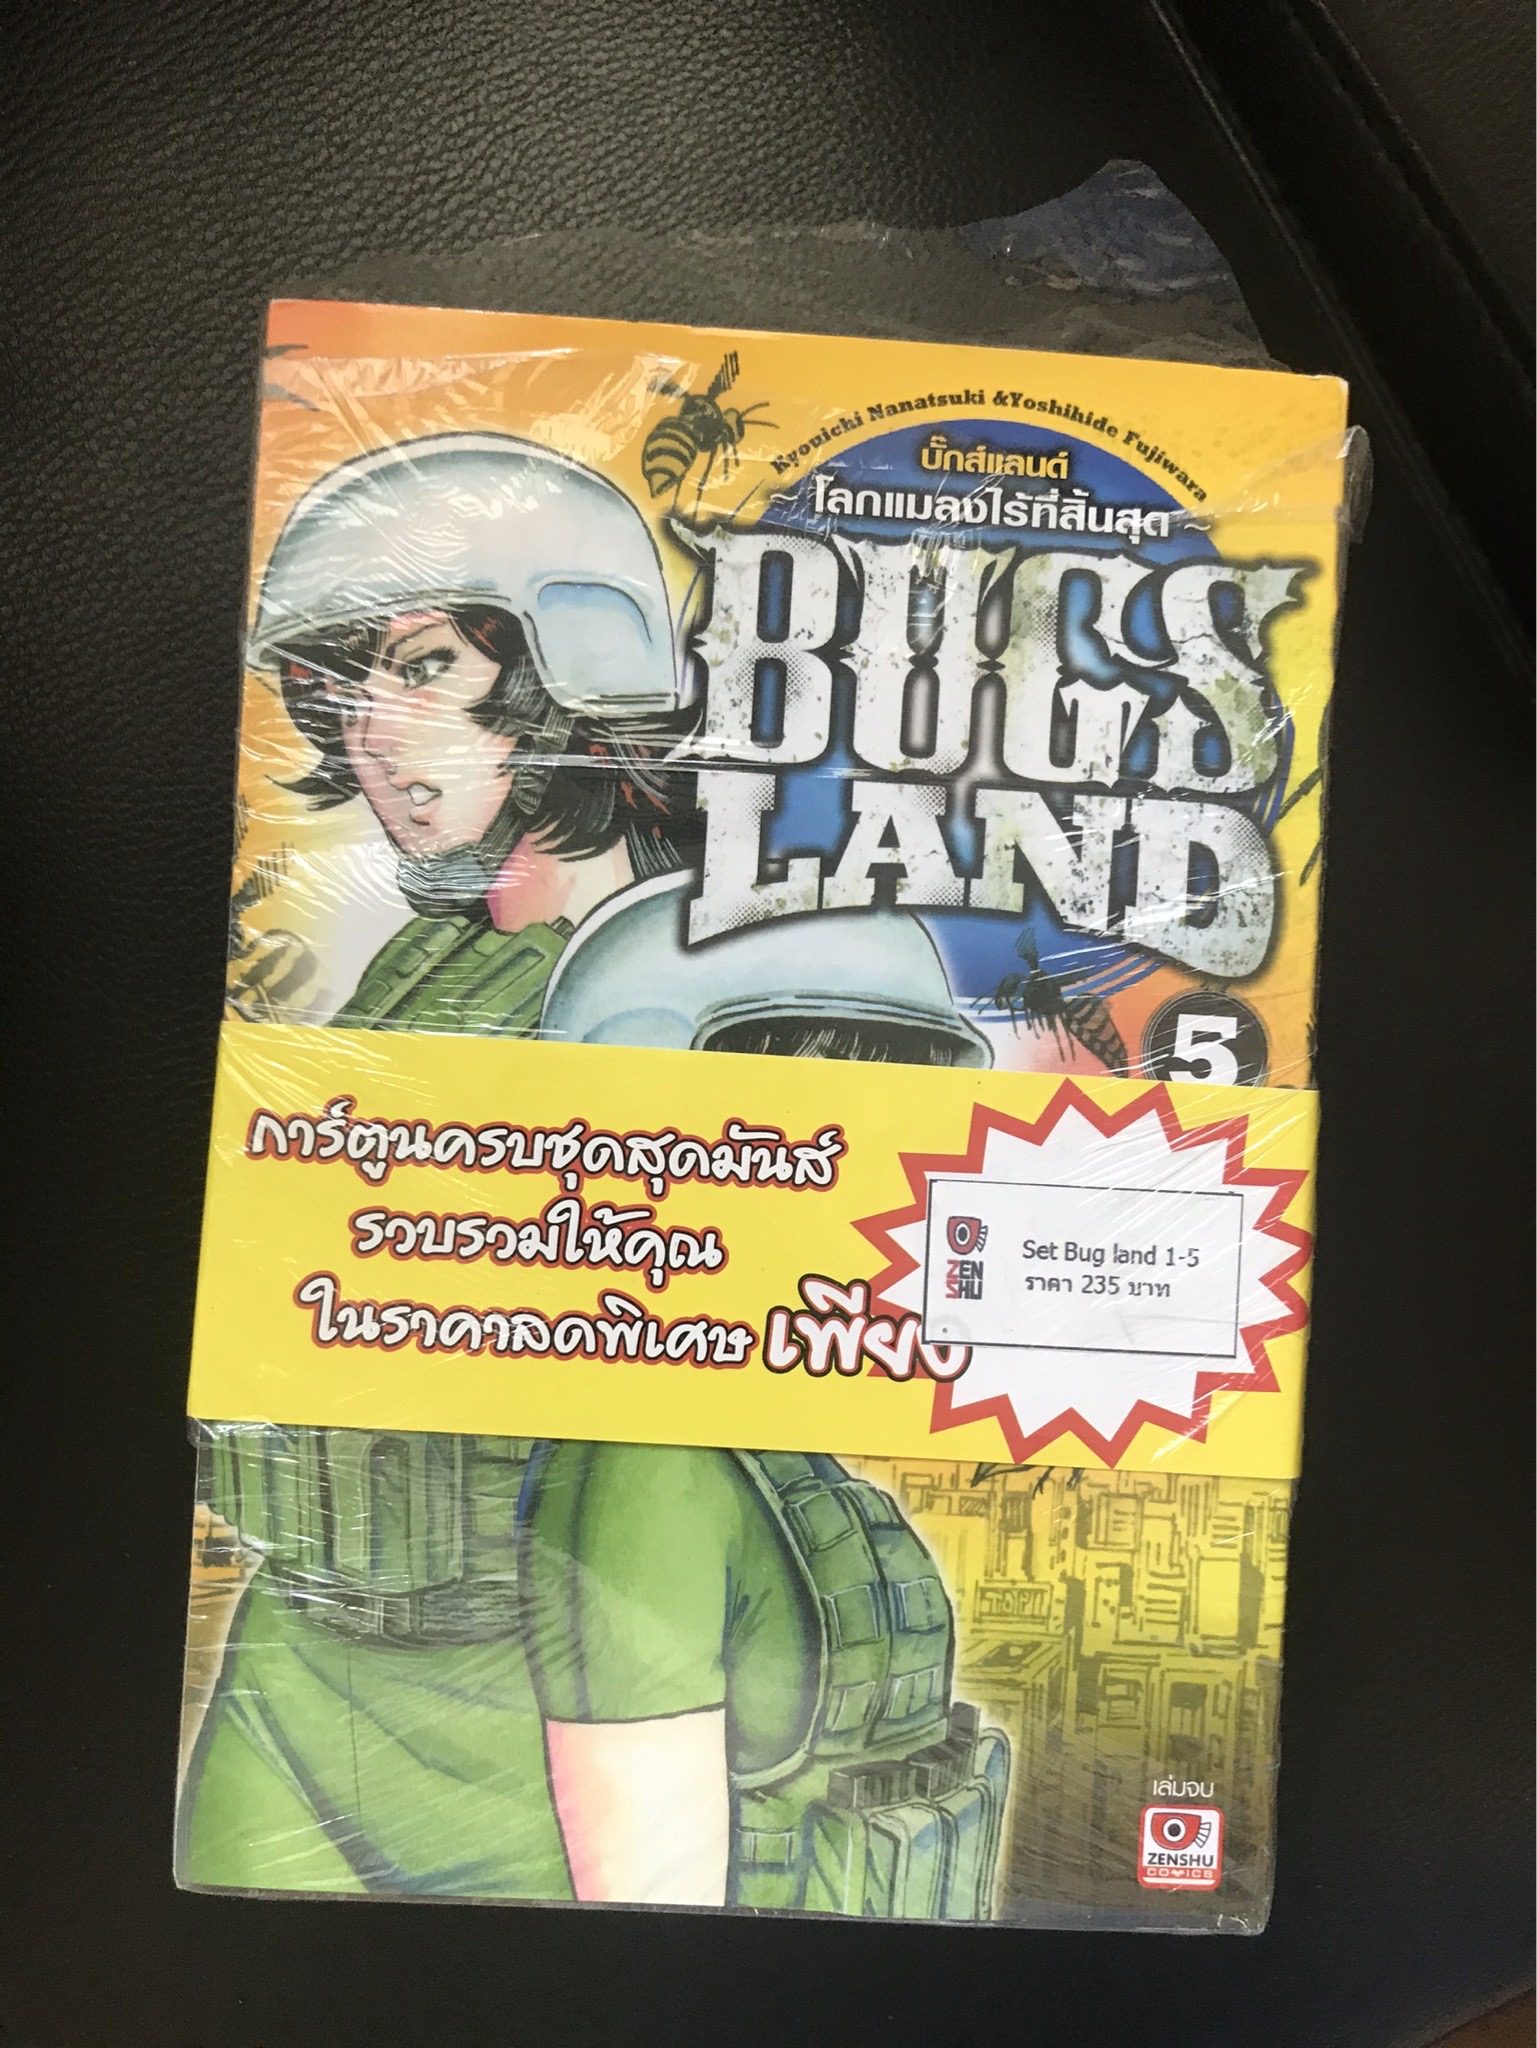 Kyouichi Nanatsuki &Yoshihide Fujiwara
บั๊กส์แลนด์
~ โลกแมลงไร้ที่สิ้นสุด ~
BUGS
LAND
5
การ์ตูนครบชุดสุดมันส์
รวบรวมให้คุณ
ในราคาลดพิเศษ เพียง
ZEN
SHU
Set Bug land 1-5
ราคา 235 บาท
เล่มจบ
ZENSHU
COMICS